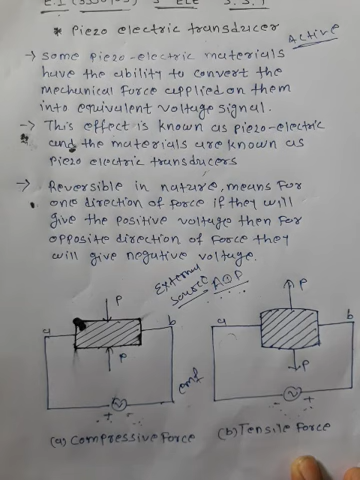 * Piezo electric transducer
Active
→ Some Piezo-electric materials
have the ability to convert the
mechanical force applied on them
into equivalent voltage signal.
→ This effect is known as piezo-electric
and the materials are known as
piezo electric transducers
→ Reversible in nature, means for
one direction of force if they will
give the positive voltage then for
opposite direction of force they
will give negative voltage.
External
source
P
P
a
b
P
P
a
b
emf
- +
- +
(a) Compressive Force
(b) Tensile Force